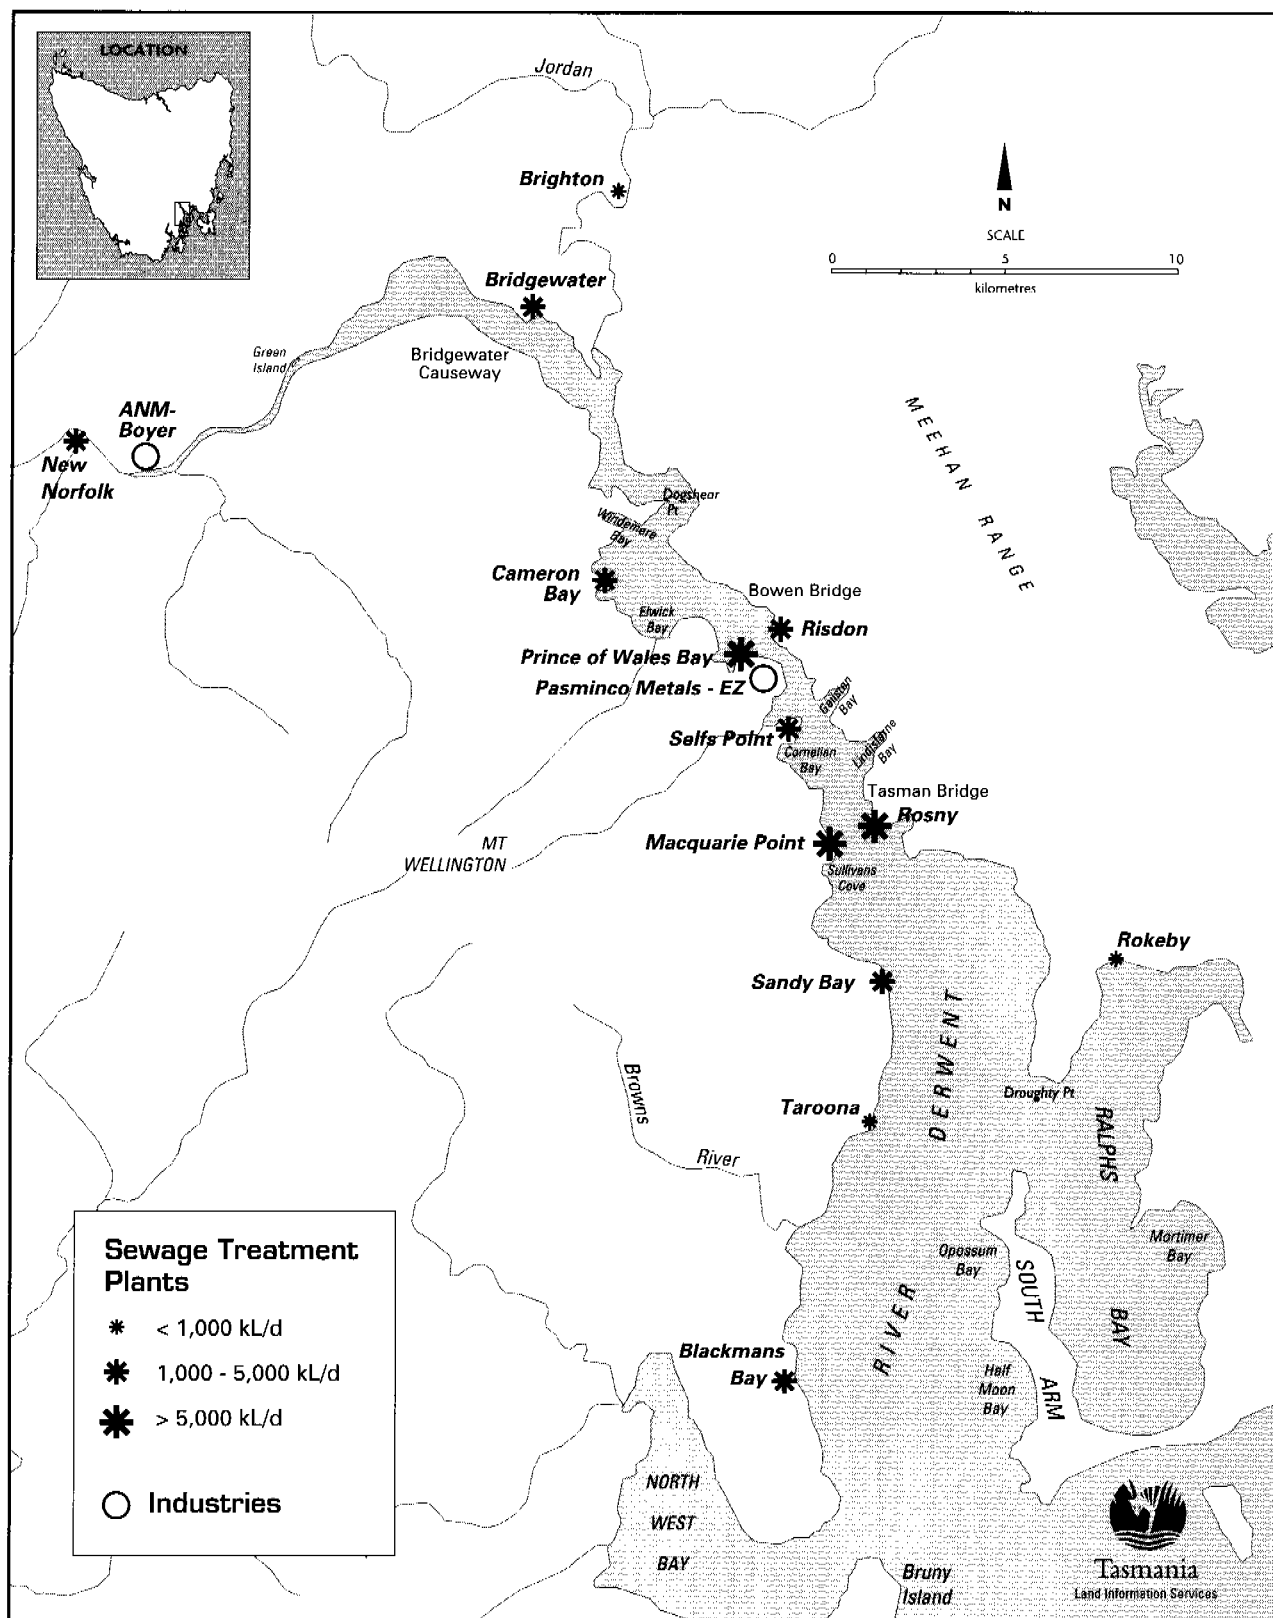 LOCATION
Jordan
Brighton
N
SCALE
0 5 10
kilometres
Bridgewater
Bridgewater
Causeway
Green
Island
ANM-
Boyer
New
Norfolk
MEEHAN RANGE
Dogshear
Pt
Windemere
Bay
Cameron
Bay
Elwick
Bay
Bowen Bridge
Risdon
Prince of Wales Bay
Pasminco Metals - EZ
Geilston
Bay
Selfs Point
Cornelian
Bay
Lindisfarne
Bay
Tasman Bridge
Rosny
Macquarie Point
MT
WELLINGTON
Sullivans
Cove
Rokeby
Sandy Bay
DERWENT
RIVER
Browns
River
Taroona
Droughty Pt
RALPHS
BAY
Mortimer
Bay
Opossum
Bay
SOUTH
ARM
Half
Moon
Bay
Blackmans
Bay
Sewage Treatment
Plants
< 1,000 kL/d
1,000 - 5,000 kL/d
> 5,000 kL/d
Industries
NORTH
WEST
BAY
Bruny
Island
Tasmania
Land Information Services